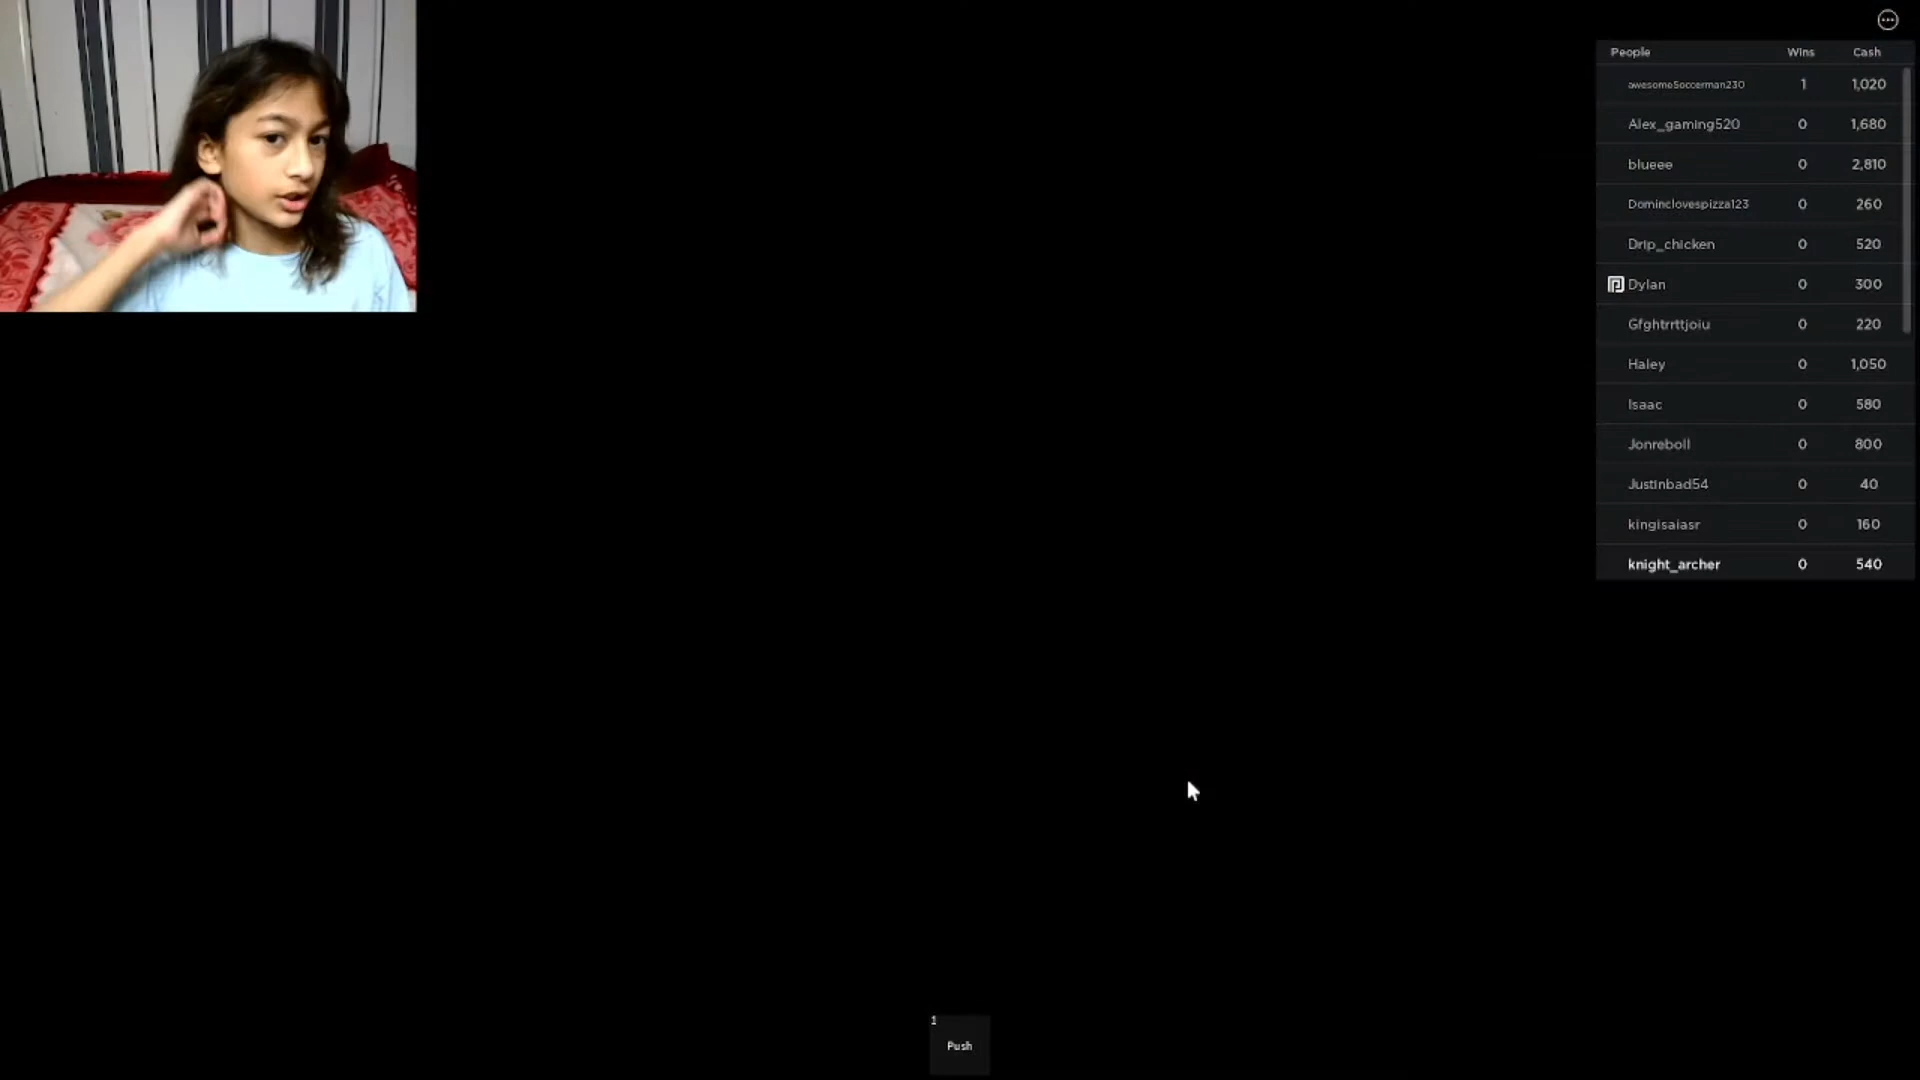 People Wins Cash
awesomeSoccerman230 1 1,020
Alex_gaming520 0 1,680
blueee 0 2,810
Dominclovespizza123 0 260
Drip_chicken 0 520
Dylan 0 300
Gfghtrrttjoiu 0 220
Haley 0 1,050
Isaac 0 580
Jonreboll 0 800
Justinbad54 0 40
kingisaiasr 0 160
knight_archer 0 540
1
Push